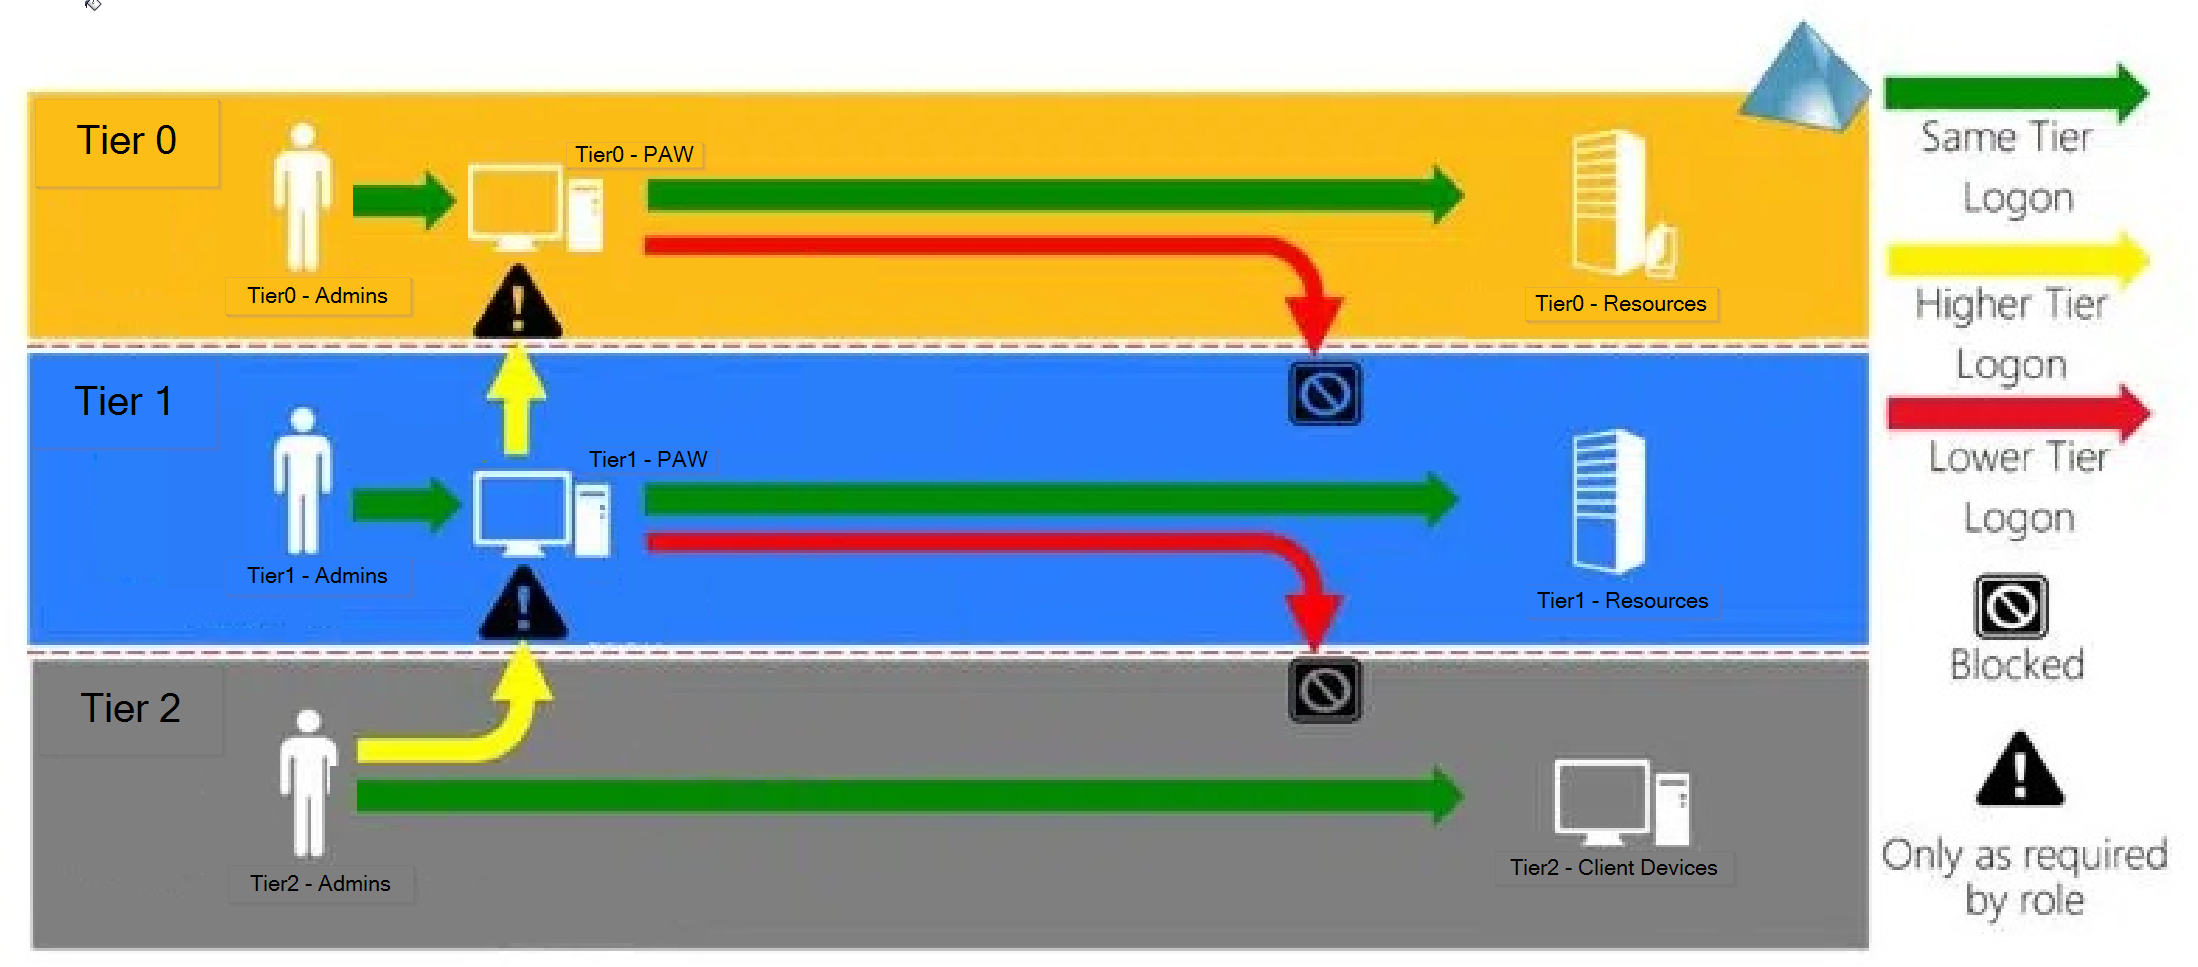 Tier 0
Tier0 - PAW
Tier0 - Admins
Tier0 - Resources
Tier 1
Tier1 - PAW
Tier1 - Admins
Tier1 - Resources
Tier 2
Tier2 - Admins
Tier2 - Client Devices
Same Tier
Logon
Higher Tier
Logon
Lower Tier
Logon
Blocked
Only as required
by role